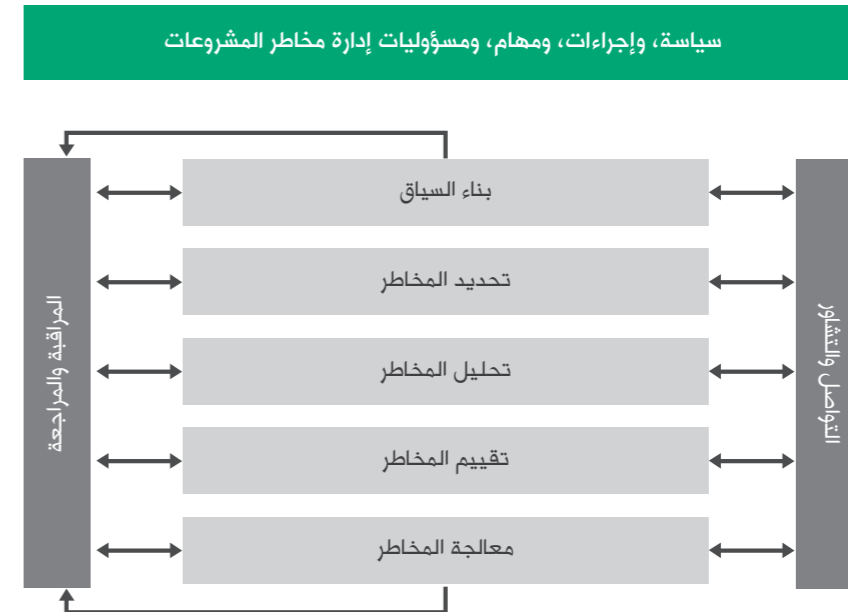 سياسة، وإجراءات، ومهام، ومسؤوليات إدارة مخاطر المشروعات
بناء السياق
تحديد المخاطر
تحليل المخاطر
تقييم المخاطر
معالجة المخاطر
التواصل والتشاور
المراقبة والمراجعة